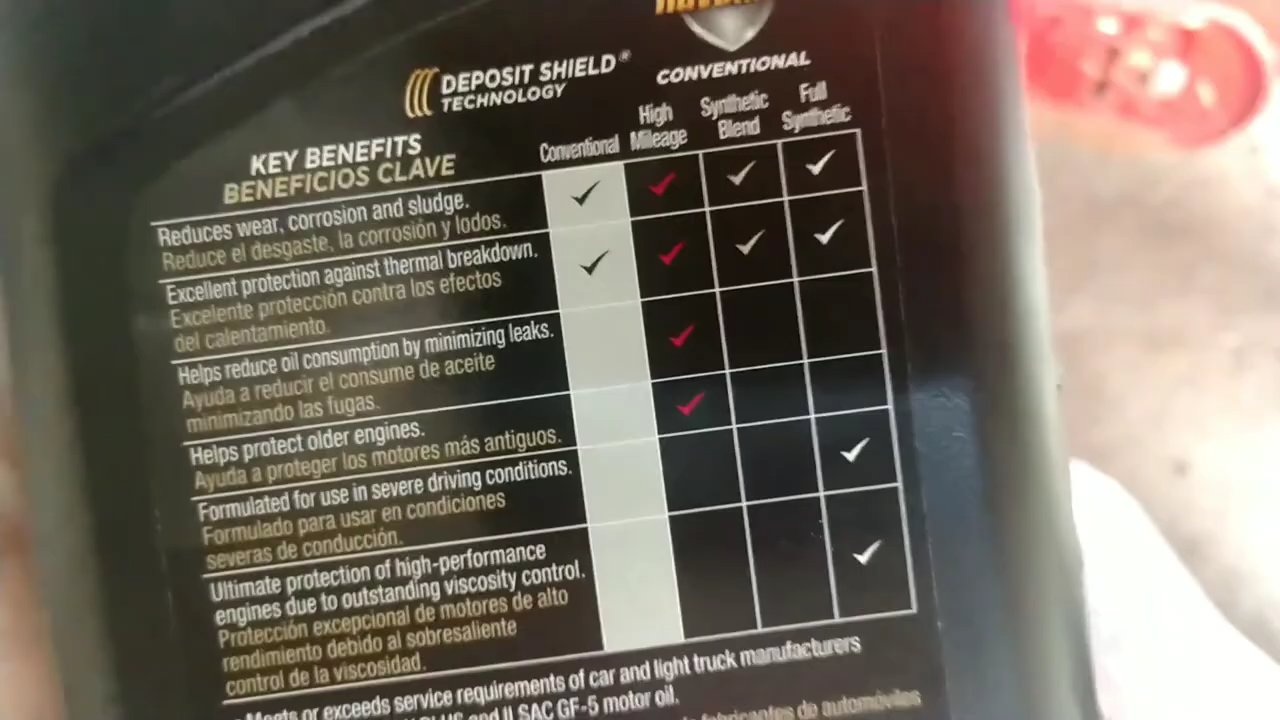 DEPOSIT SHIELD®
TECHNOLOGY
CONVENTIONAL
KEY BENEFITS
BENEFICIOS CLAVE
Conventional
High
Mileage
Synthetic
Blend
Full
Synthetic
Reduces wear, corrosion and sludge.
Reduce el desgaste, la corrosión y lodos.
Excellent protection against thermal breakdown.
Excelente protección contra los efectos
del calentamiento.
Helps reduce oil consumption by minimizing leaks.
Ayuda a reducir el consume de aceite
minimizando las fugas.
Helps protect older engines.
Ayuda a proteger los motores más antiguos.
Formulated for use in severe driving conditions.
Formulado para usar en condiciones
severas de conducción.
Ultimate protection of high-performance
engines due to outstanding viscosity control.
Protección excepcional de motores de alto
rendimiento debido al sobresaliente
control de la viscosidad.
Meets or exceeds service requirements of car and light truck manufacturers
PLUS and ILSAC GF-5 motor oil.
fabricantes de automóviles